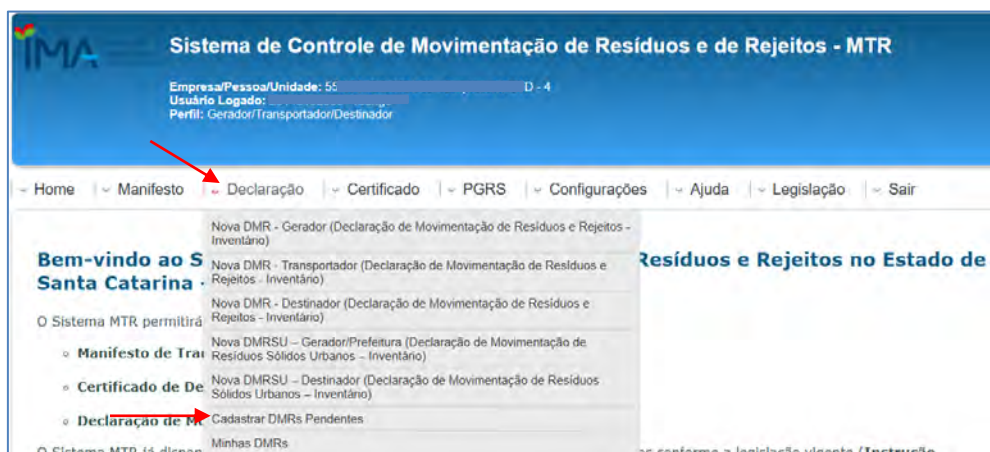 IMA
Sistema de Controle de Movimentação de Resíduos e de Rejeitos - MTR
Empresa/Pessoa/Unidade: 55 D - 4
Usuário Logado:
Perfil: Gerador/Transportador/Destinador
Home Manifesto Declaração Certificado PGRS Configurações Ajuda Legislação Sair
Nova DMR - Gerador (Declaração de Movimentação de Resíduos e Rejeitos -
Inventário)
Bem-vindo ao S Resíduos e Rejeitos no Estado de
Nova DMR - Transportador (Declaração de Movimentação de Resíduos e
Rejeitos - Inventário)
Santa Catarina -
Nova DMR - Destinador (Declaração de Movimentação de Resíduos e
Rejeitos - Inventário)
O Sistema MTR permitirá
Nova DMRSU – Gerador/Prefeitura (Declaração de Movimentação de
Resíduos Sólidos Urbanos – Inventário)
Manifesto de Tra
Nova DMRSU – Destinador (Declaração de Movimentação de Resíduos
Sólidos Urbanos – Inventário)
Certificado de De
Cadastrar DMRs Pendentes
Declaração de M
Minhas DMRs
O Sistema MTR já dispon conforme a legislação vigente (Instrução